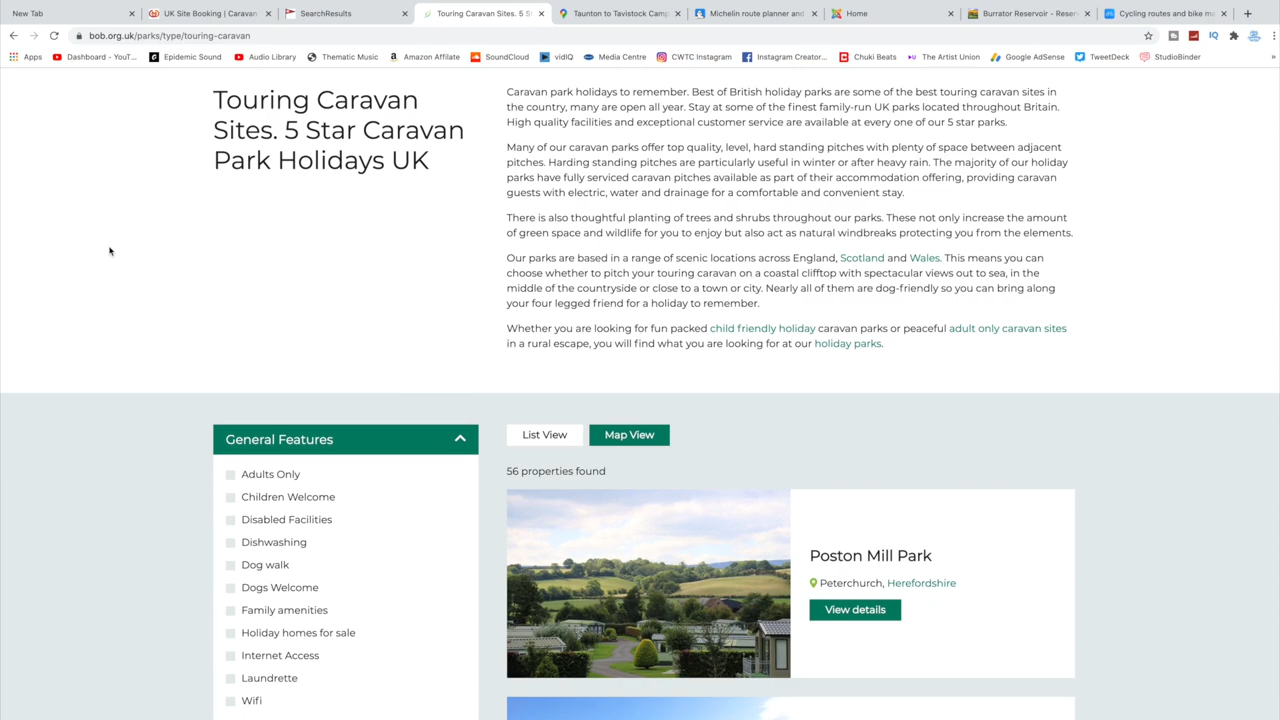 New Tab
UK Site Booking | Caravan
SearchResults
Touring Caravan Sites. 5 S
Taunton to Tavistock Camp
Michelin route planner and
Home
Burrator Reservoir - Reser
Cycling routes and bike ma
bob.org.uk/parks/type/touring-caravan
Apps
Dashboard - YouT...
Epidemic Sound
Audio Library
Thematic Music
Amazon Affilate
SoundCloud
vidIQ
Media Centre
CWTC Instagram
Instagram Creator...
Chuki Beats
The Artist Union
Google AdSense
TweetDeck
StudioBinder
Touring Caravan
Sites. 5 Star Caravan
Park Holidays UK
Caravan park holidays to remember. Best of British holiday parks are some of the best touring caravan sites in
the country, many are open all year. Stay at some of the finest family-run UK parks located throughout Britain.
High quality facilities and exceptional customer service are available at every one of our 5 star parks.
Many of our caravan parks offer top quality, level, hard standing pitches with plenty of space between adjacent
pitches. Harding standing pitches are particularly useful in winter or after heavy rain. The majority of our holiday
parks have fully serviced caravan pitches available as part of their accommodation offering, providing caravan
guests with electric, water and drainage for a comfortable and convenient stay.
There is also thoughtful planting of trees and shrubs throughout our parks. These not only increase the amount
of green space and wildlife for you to enjoy but also act as natural windbreaks protecting you from the elements.
Our parks are based in a range of scenic locations across England, Scotland and Wales. This means you can
choose whether to pitch your touring caravan on a coastal clifftop with spectacular views out to sea, in the
middle of the countryside or close to a town or city. Nearly all of them are dog-friendly so you can bring along
your four legged friend for a holiday to remember.
Whether you are looking for fun packed child friendly holiday caravan parks or peaceful adult only caravan sites
in a rural escape, you will find what you are looking for at our holiday parks.
General Features
Adults Only
Children Welcome
Disabled Facilities
Dishwashing
Dog walk
Dogs Welcome
Family amenities
Holiday homes for sale
Internet Access
Laundrette
Wifi
List View
Map View
56 properties found
Poston Mill Park
Peterchurch, Herefordshire
View details